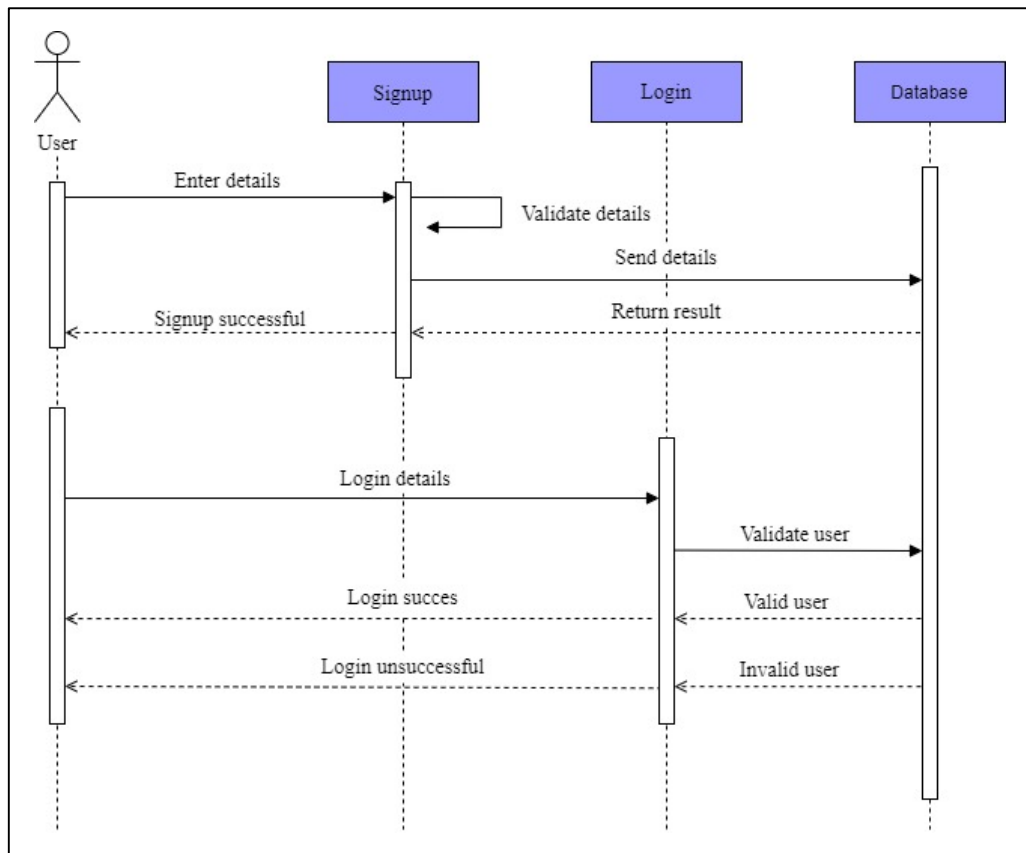 Signup
Login
Database
User
Enter details
Validate details
Send details
Return result
Signup successful
Login details
Validate user
Login succes
Valid user
Login unsuccessful
Invalid user